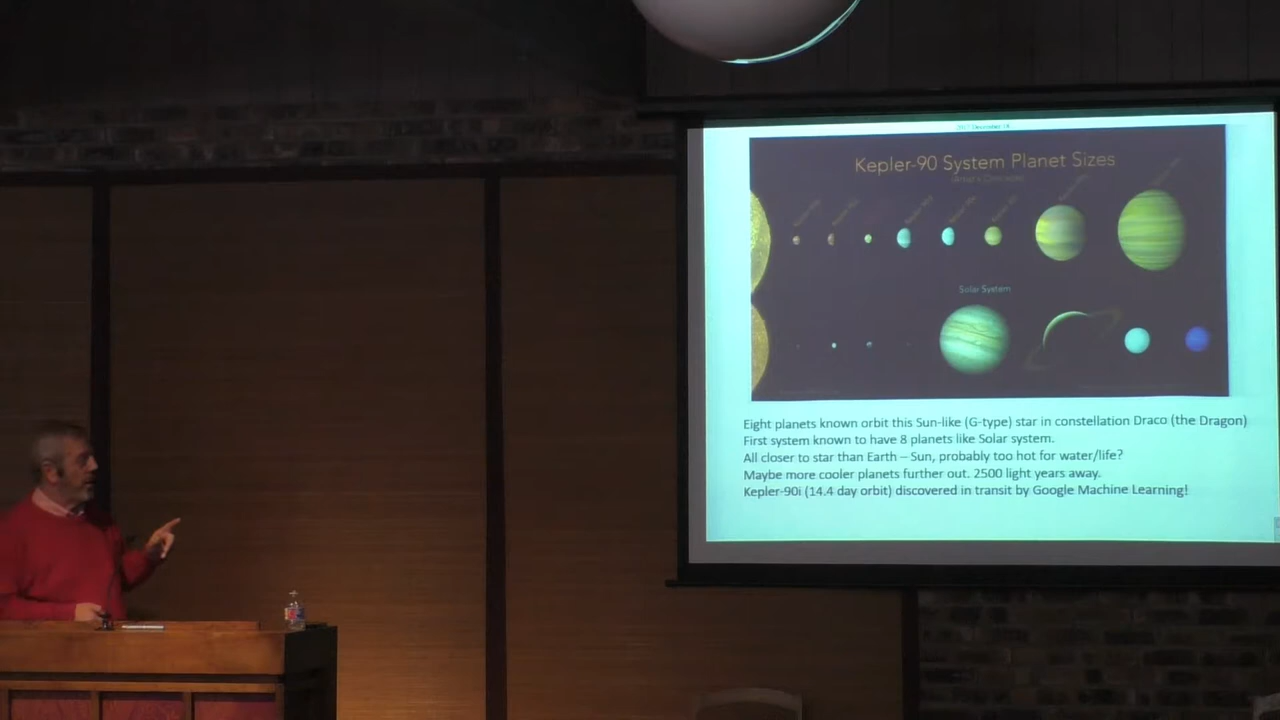 Kepler-90 System Planet Sizes
Solar System
Eight planets known orbit this Sun-like (G-type) star in constellation Draco (the Dragon)
First system known to have 8 planets like Solar system.
All closer to star than Earth – Sun, probably too hot for water/life?
Maybe more cooler planets further out. 2500 light years away.
Kepler-90i (14.4 day orbit) discovered in transit by Google Machine Learning!